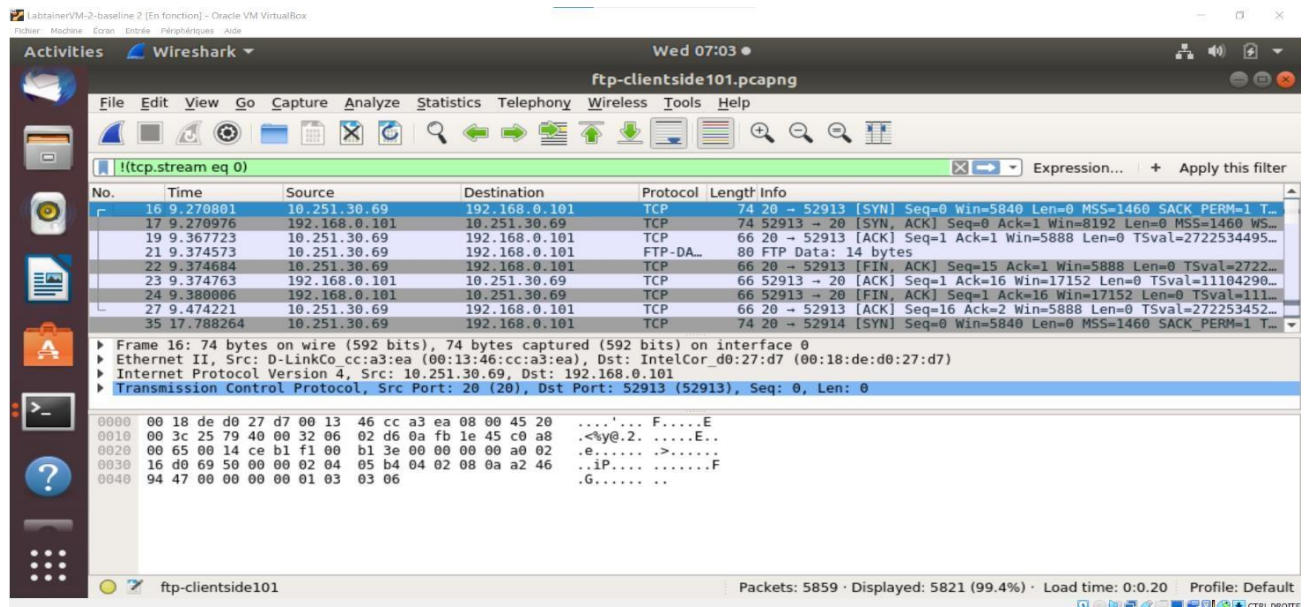 LabtainerVM-2-baseline 2 [En fonction] - Oracle VM VirtualBox
Fichier Machine Écran Entrée Périphériques Aide
Activities Wireshark Wed 07:03
ftp-clientside101.pcapng
File Edit View Go Capture Analyze Statistics Telephony Wireless Tools Help
!(tcp.stream eq 0) Expression... + Apply this filter
No. Time Source Destination Protocol Length Info
16 9.270801 10.251.30.69 192.168.0.101 TCP 74 20 → 52913 [SYN] Seq=0 Win=5840 Len=0 MSS=1460 SACK_PERM=1 T…
17 9.270976 192.168.0.101 10.251.30.69 TCP 74 52913 → 20 [SYN, ACK] Seq=0 Ack=1 Win=8192 Len=0 MSS=1460 WS…
19 9.367723 10.251.30.69 192.168.0.101 TCP 66 20 → 52913 [ACK] Seq=1 Ack=1 Win=5888 Len=0 TSval=2722534495…
21 9.374573 10.251.30.69 192.168.0.101 FTP-DA… 80 FTP Data: 14 bytes
22 9.374684 10.251.30.69 192.168.0.101 TCP 66 20 → 52913 [FIN, ACK] Seq=15 Ack=1 Win=5888 Len=0 TSval=2722…
23 9.374763 192.168.0.101 10.251.30.69 TCP 66 52913 → 20 [ACK] Seq=1 Ack=16 Win=17152 Len=0 TSval=11104290…
24 9.380006 192.168.0.101 10.251.30.69 TCP 66 52913 → 20 [FIN, ACK] Seq=1 Ack=16 Win=17152 Len=0 TSval=111…
27 9.474221 10.251.30.69 192.168.0.101 TCP 66 20 → 52913 [ACK] Seq=16 Ack=2 Win=5888 Len=0 TSval=272253452…
35 17.788264 10.251.30.69 192.168.0.101 TCP 74 20 → 52914 [SYN] Seq=0 Win=5840 Len=0 MSS=1460 SACK_PERM=1 T…
Frame 16: 74 bytes on wire (592 bits), 74 bytes captured (592 bits) on interface 0
Ethernet II, Src: D-LinkCo_cc:a3:ea (00:13:46:cc:a3:ea), Dst: IntelCor_d0:27:d7 (00:18:de:d0:27:d7)
Internet Protocol Version 4, Src: 10.251.30.69, Dst: 192.168.0.101
Transmission Control Protocol, Src Port: 20 (20), Dst Port: 52913 (52913), Seq: 0, Len: 0
0000 00 18 de d0 27 d7 00 13 46 cc a3 ea 08 00 45 20 ....'... F.....E
0010 00 3c 25 79 40 00 32 06 02 d6 0a fb 1e 45 c0 a8 .<%y@.2. .....E..
0020 00 65 00 14 ce b1 f1 00 b1 3e 00 00 00 00 a0 02 .e...... .>......
0030 16 d0 69 50 00 00 02 04 05 b4 04 02 08 0a a2 46 ..iP.... .......F
0040 94 47 00 00 00 00 01 03 03 06 .G...... ..
ftp-clientside101 Packets: 5859 · Displayed: 5821 (99.4%) · Load time: 0:0.20 Profile: Default
CTRL DROITE